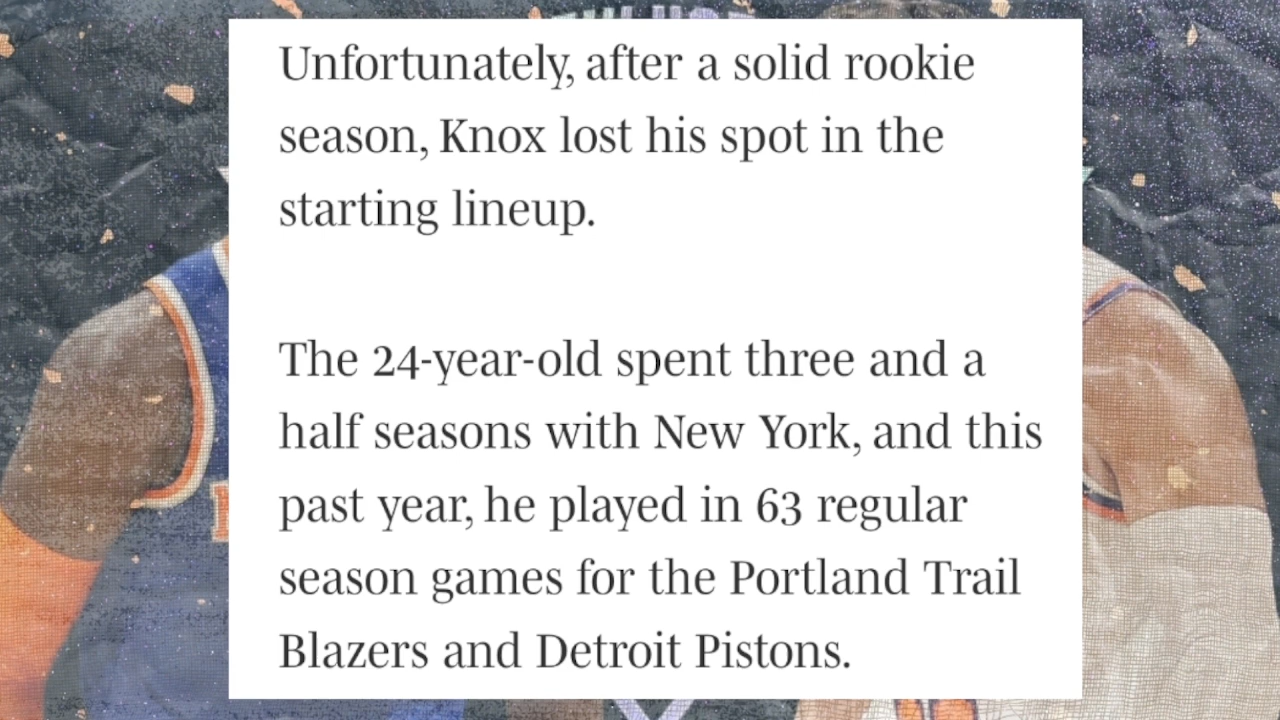 Unfortunately, after a solid rookie
season, Knox lost his spot in the
starting lineup.
The 24-year-old spent three and a
half seasons with New York, and this
past year, he played in 63 regular
season games for the Portland Trail
Blazers and Detroit Pistons.